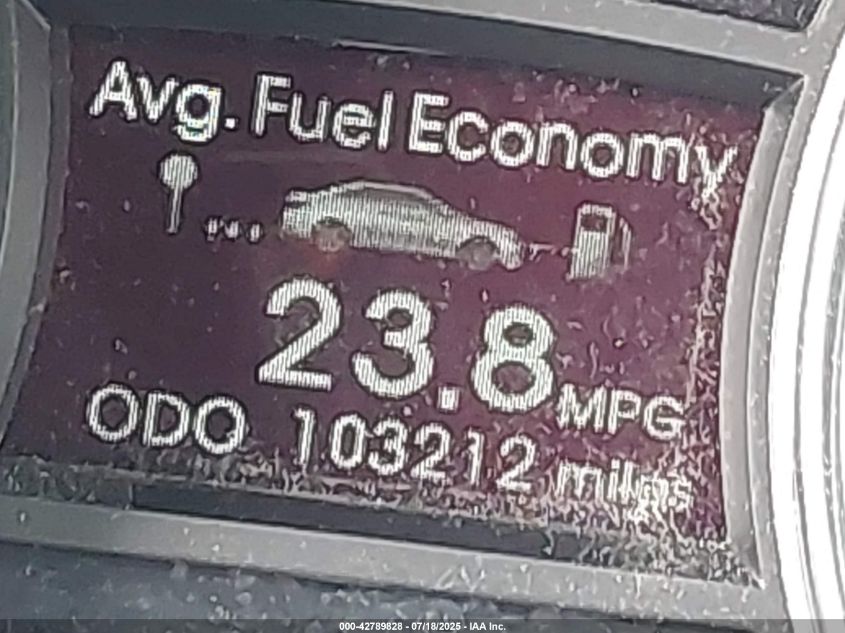 Avg. Fuel Economy
23.8 MPG
ODO 103212 miles
000-42789828 - 07/18/2025 - IAA Inc.